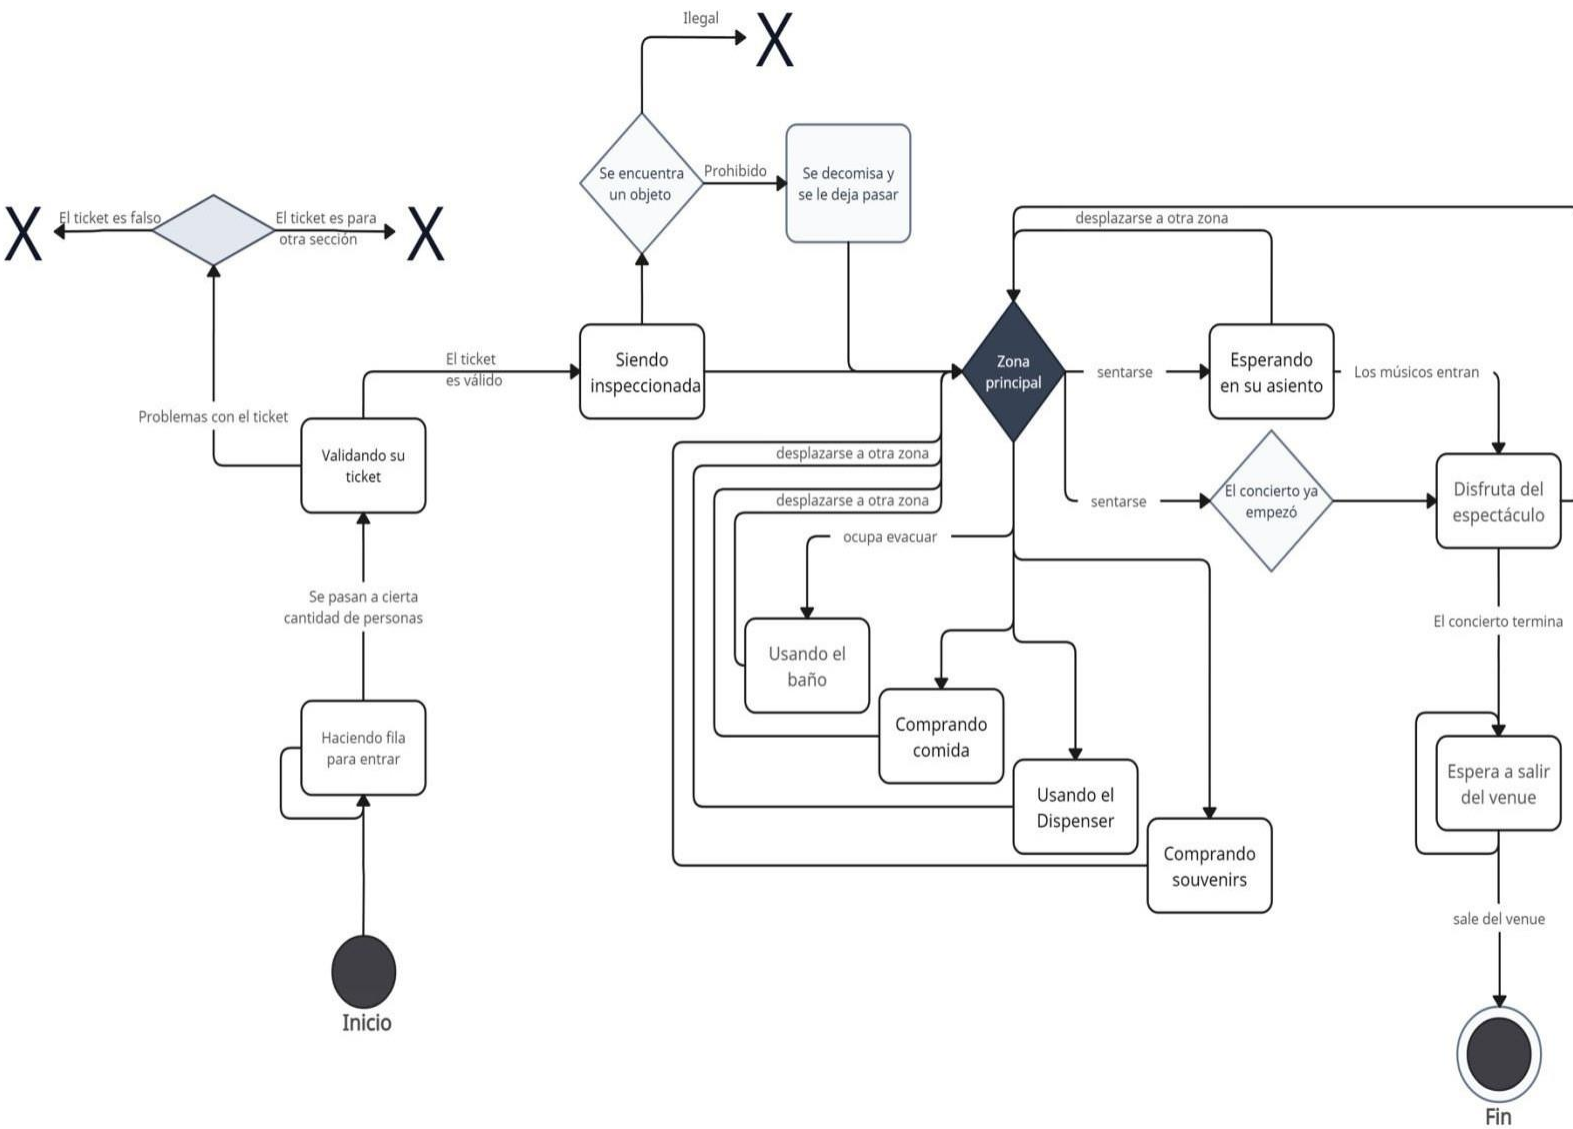 Ilegal
X
Se encuentra
un objeto
Prohibido
Se decomisa y
se le deja pasar
X
El ticket es falso
El ticket es para
otra sección
X
desplazarse a otra zona
El ticket
es válido
Siendo
inspeccionada
Zona
principal
sentarse
Esperando
en su asiento
Los músicos entran
Problemas con el ticket
Validando su
ticket
desplazarse a otra zona
desplazarse a otra zona
sentarse
El concierto ya
empezó
Disfruta del
espectáculo
ocupa evacuar
Se pasan a cierta
cantidad de personas
El concierto termina
Usando el
baño
Comprando
comida
Haciendo fila
para entrar
Usando el
Dispenser
Espera a salir
del venue
Comprando
souvenirs
sale del venue
Inicio
Fin